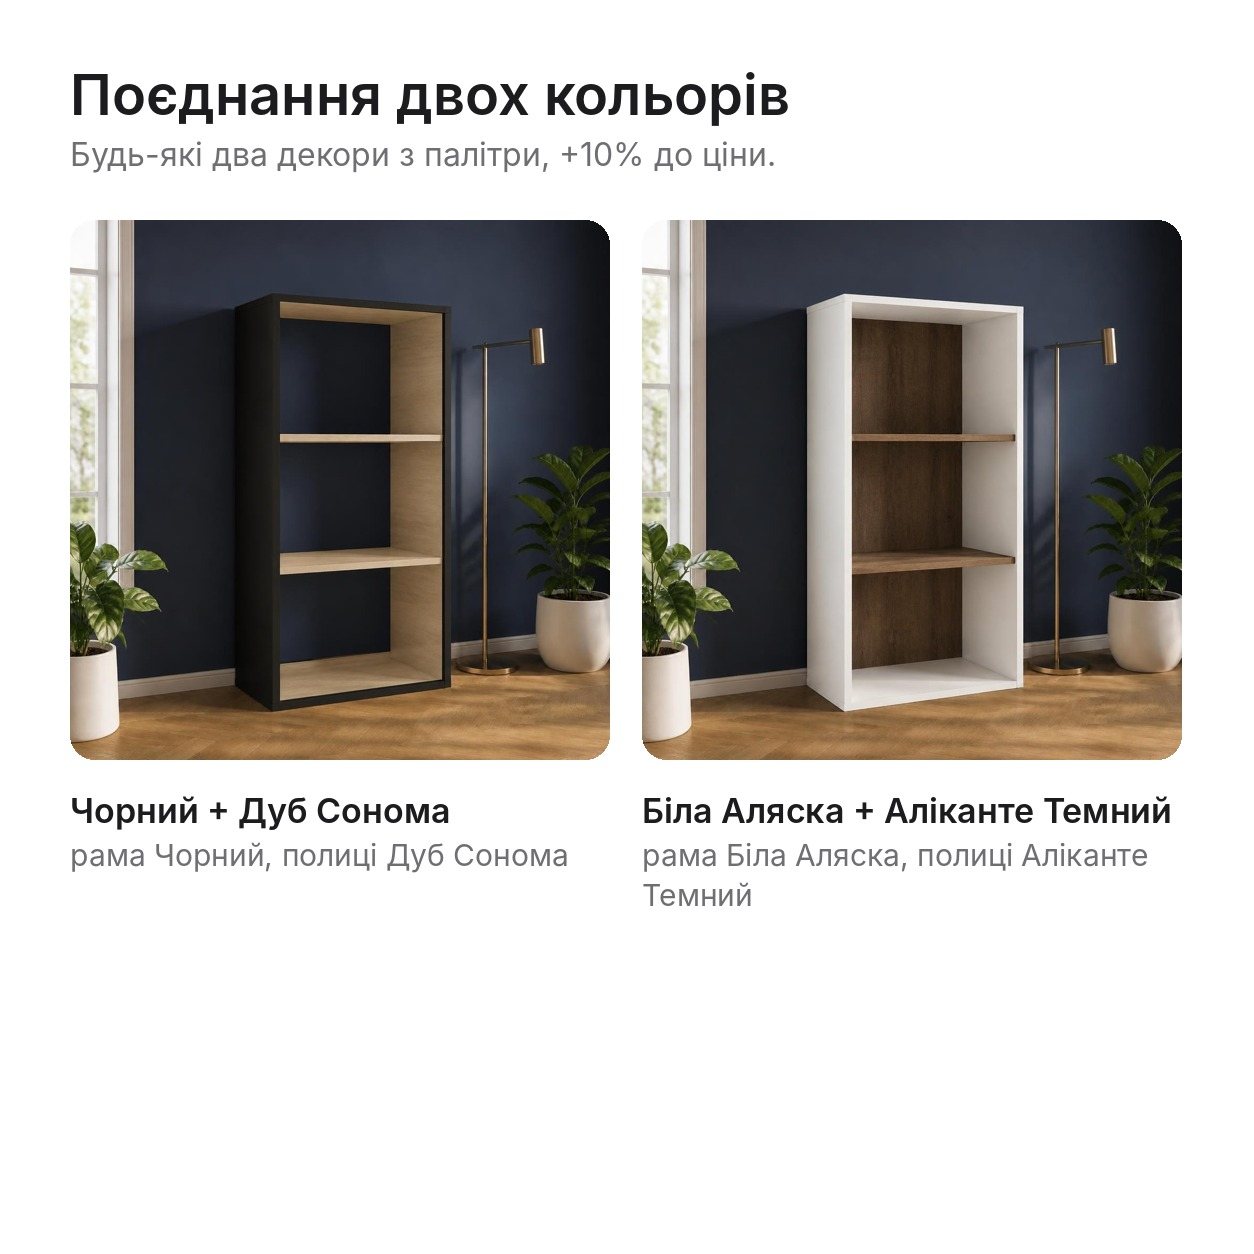 Поєднання двох кольорів
Будь-які два декори з палітри, +10% до ціни.
Чорний + Дуб Сонома
рама Чорний, полиці Дуб Сонома
Біла Аляска + Аліканте Темний
рама Біла Аляска, полиці Аліканте
Темний